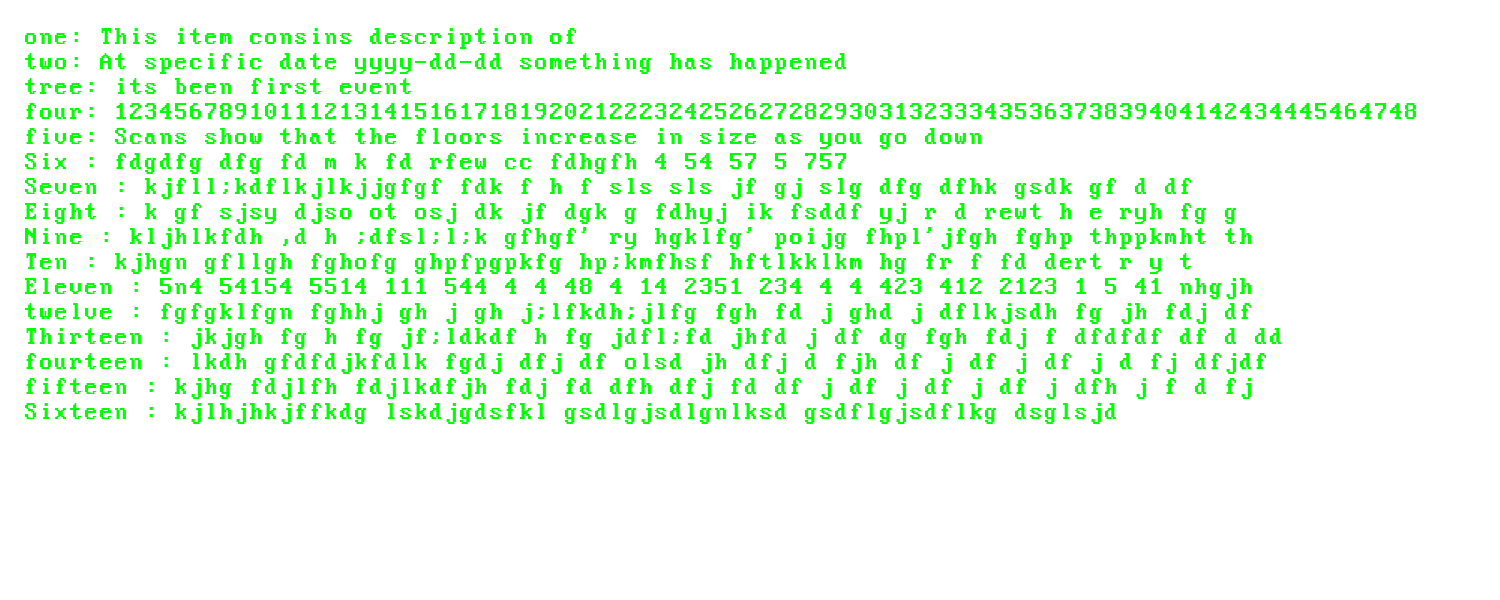 one: This item consins description of
two: At specific date yyyy-dd-dd something has happened
tree: its been first event
four: 123456789101112131415161718192021222324252627282930313233343536373839404142434445464748
five: Scans show that the floors increase in size as you go down
Six : fdgdfg dfg fd m k fd rfew cc fdhgfh 4 54 57 5 757
Seven : kjfll;kdflkjlkjjgfgf fdk f h f sls sls jf gj slg dfg dfhk gsdk gf d df
Eight : k gf sjsy djso ot osj dk jf dgk g fdhyj ik fsddf yj r d rewt h e ryh fg g
Nine : kljhlkfdh ,d h ;dfsl;l;k gfhgf' ry hgklfg' poijg fhpl'jfgh fghp thppkmht th
Ten : kjhgn gfllgh fghofg ghpfpgpkfg hp;kmfhsf hftlkklkm hg fr f fd dert r y t
Eleven : 5n4 54154 5514 111 544 4 4 48 4 14 2351 234 4 4 423 412 2123 1 5 41 nhgjh
twelve : fgfgklfgn fghhj gh j gh j;lfkdh;jlfg fgh fd j ghd j dflkjsdh fg jh fdj df
Thirteen : jkjgh fg h fg jf;ldkdf h fg jdfl;fd jhfd j df dg fgh fdj f dfdfdf df d dd
fourteen : lkdh gfdfdjkfdlk fgdj dfj df olsd jh dfj d fjh df j df j df j d fj dfjdf
fifteen : kjhg fdjlfh fdjlkdfjh fdj fd dfh dfj fd df j df j df j df j dfh j f d fj
Sixteen : kjlhjhkjffkdg lskdjgdsfkl gsdlgjsdlgnlksd gsdflgjsdflkg dsglsjd